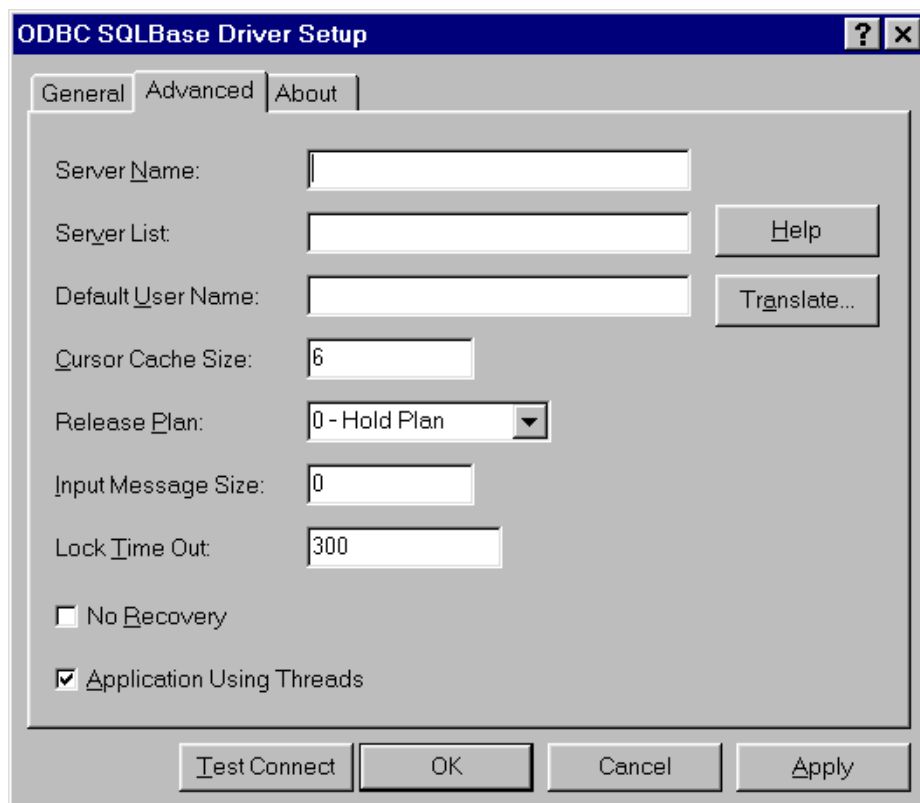 ODBC SQLBase Driver Setup
General Advanced About
Server Name:
Server List:
Help
Default User Name:
Translate...
Cursor Cache Size: 6
Release Plan: 0 - Hold Plan
Input Message Size: 0
Lock Time Out: 300
No Recovery
Application Using Threads
Test Connect OK Cancel Apply